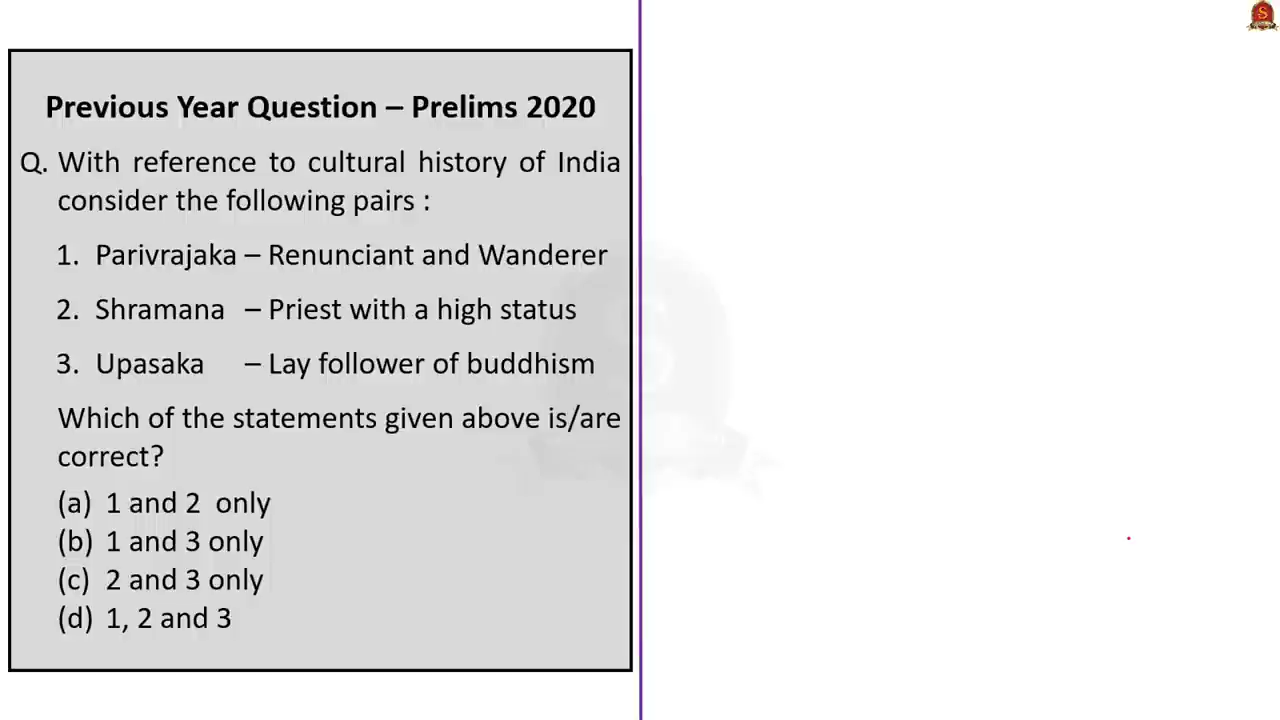 Previous Year Question – Prelims 2020
Q. With reference to cultural history of India
consider the following pairs :
1. Parivrajaka – Renunciant and Wanderer
2. Shramana – Priest with a high status
3. Upasaka – Lay follower of buddhism
Which of the statements given above is/are
correct?
(a) 1 and 2 only
(b) 1 and 3 only
(c) 2 and 3 only
(d) 1, 2 and 3